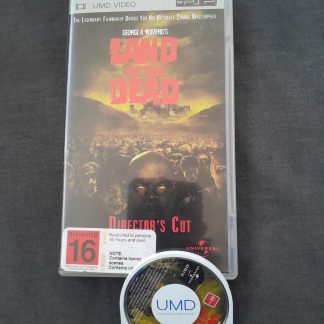 UMD VIDEO
PSP
THE LEGENDARY FILMMAKER BRINGS YOU HIS ULTIMATE ZOMBIE MASTERPIECE
GEORGE A. ROMERO'S
LAND
OF THE
DEAD
DIRECTOR'S CUT
RESTRICTED
16
Restricted to persons
16 Years and over.
NOTE:
Contains horror
scenes.
UNIVERSAL
UMD